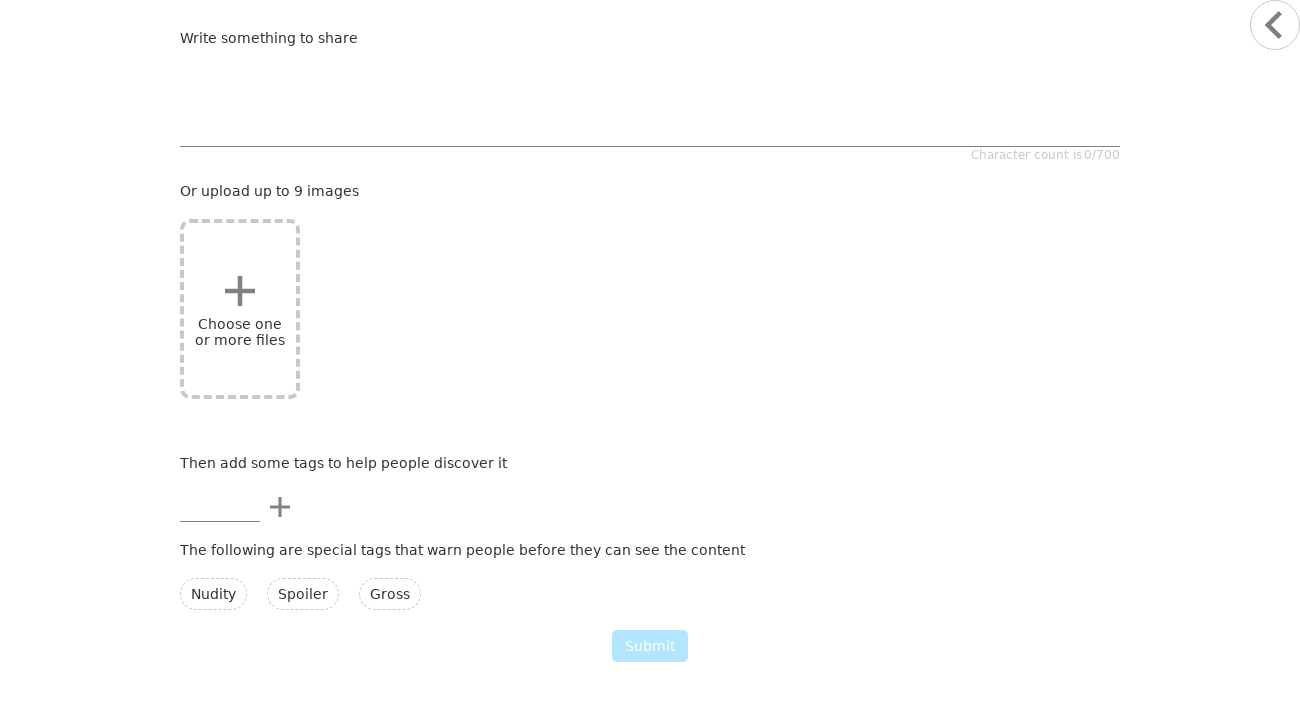 Write something to share
Character count is 0/700
Or upload up to 9 images
Choose one
or more files
Then add some tags to help people discover it
The following are special tags that warn people before they can see the content
Nudity Spoiler Gross
Submit